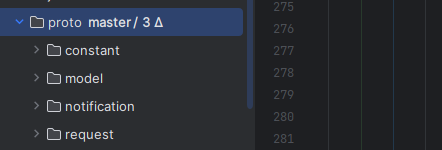 proto master / 3 Δ
constant
model
notification
request
275
276
277
278
279
280
281